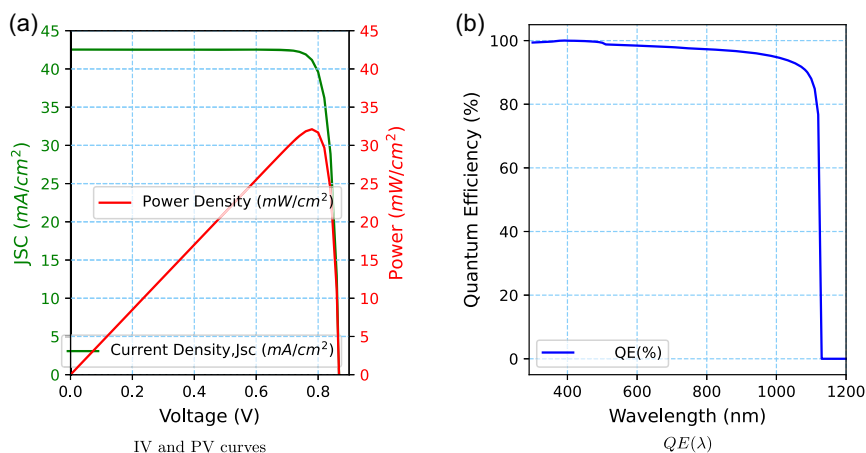 (a)
45
40
35
30
25
20
15
10
5
0
JSC (mA/cm²)
45
40
35
30
25
20
15
10
5
0
Power (mW/cm²)
Power Density (mW/cm²)
Current Density,Jsc (mA/cm²)
0.0 0.2 0.4 0.6 0.8
Voltage (V)
IV and PV curves
(b)
100
80
60
40
20
0
Quantum Efficiency (%)
QE(%)
400 600 800 1000 1200
Wavelength (nm)
QE(λ)